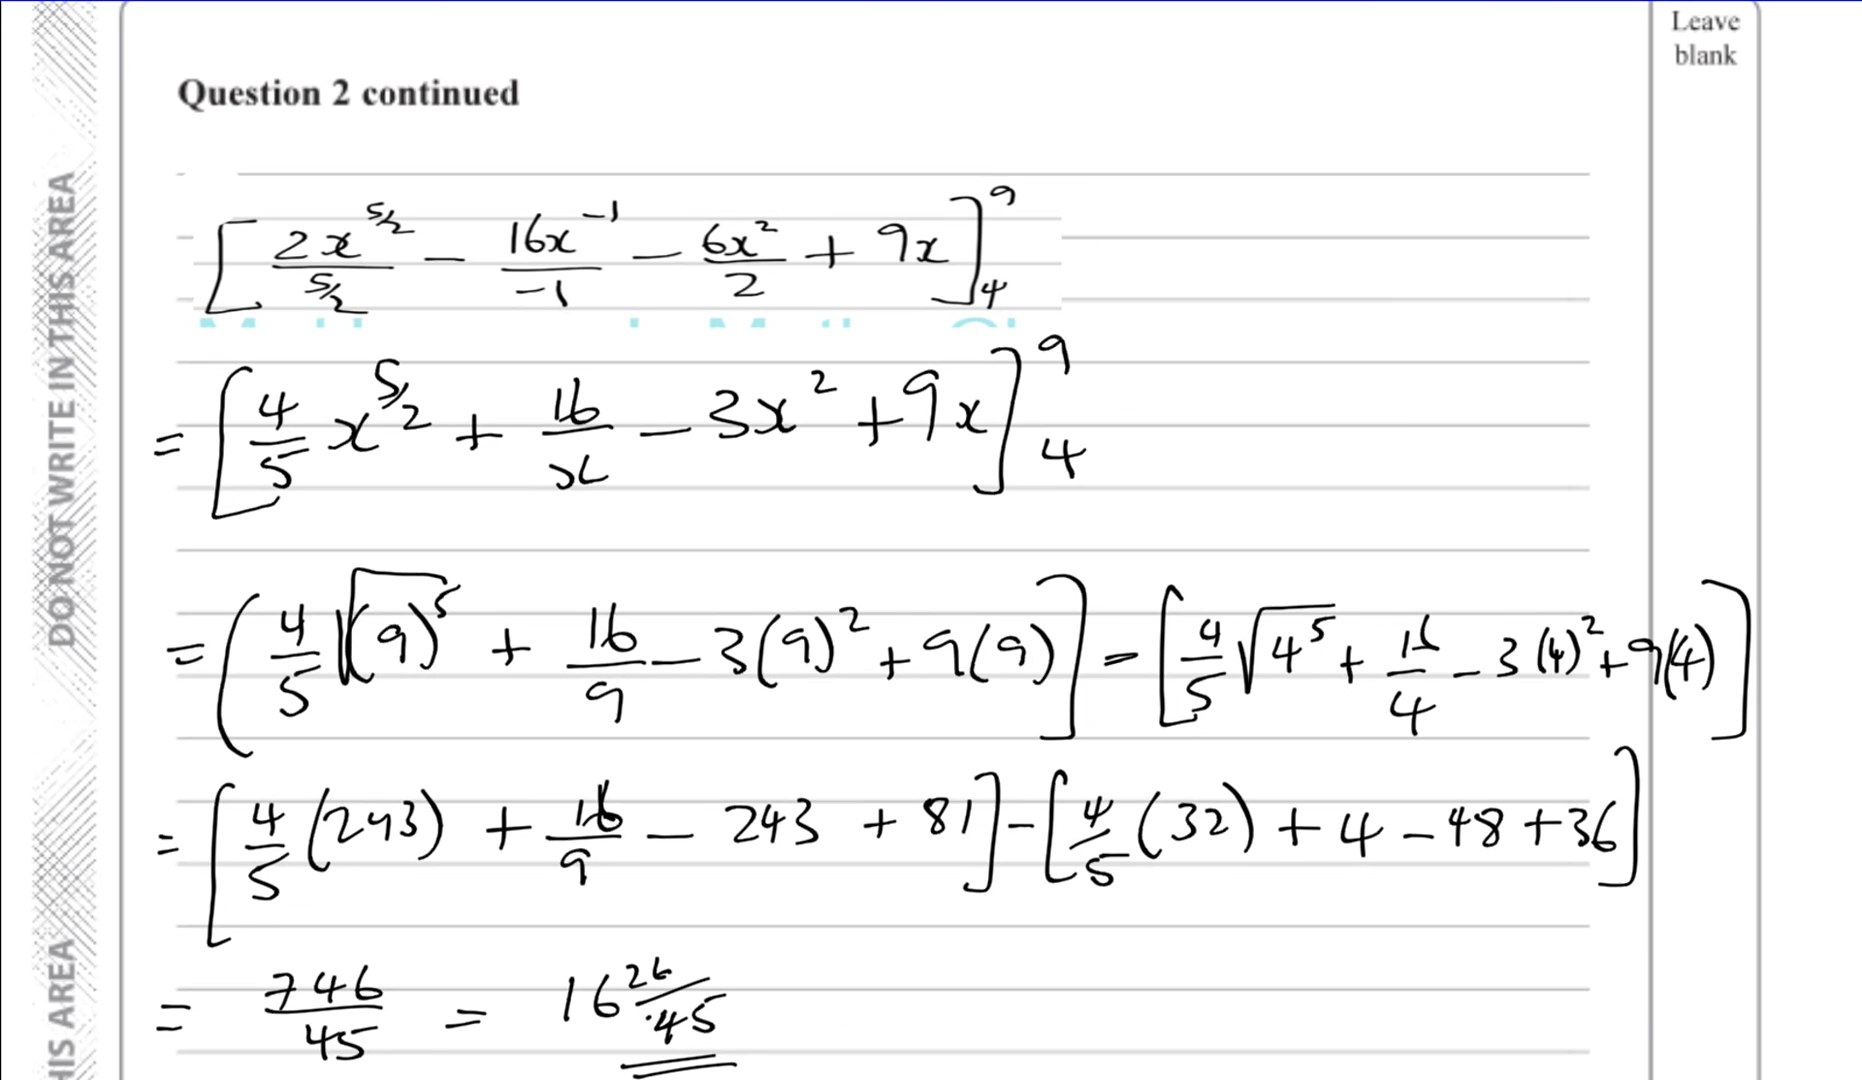 Leave
blank
Question 2 continued
[ 2x^{5/2} / (5/2) − 16x^{−1} / −1 − 6x^2 / 2 + 9x ]_4^9
= [ 4/5 x^{5/2} + 16/x − 3x^2 + 9x ]_4^9
= ( 4/5 √(9)^5 + 16/9 − 3(9)^2 + 9(9) ] − [ 4/5 √4^5 + 16/4 − 3(4)^2 + 9(4) ]
= [ 4/5 (243) + 16/9 − 243 + 81 ] − [ 4/5 (32) + 4 − 48 + 36 ]
= 746/45 = 16 26/45
DO NOT WRITE IN THIS AREA
HIS AREA